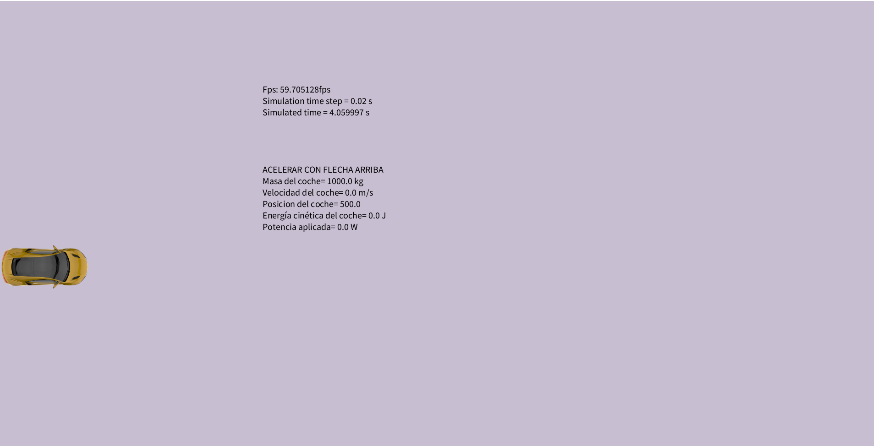 Fps: 59.705128fps
Simulation time step = 0.02 s
Simulated time = 4.059997 s
ACELERAR CON FLECHA ARRIBA
Masa del coche= 1000.0 kg
Velocidad del coche= 0.0 m/s
Posicion del coche= 500.0
Energía cinética del coche= 0.0 J
Potencia aplicada= 0.0 W